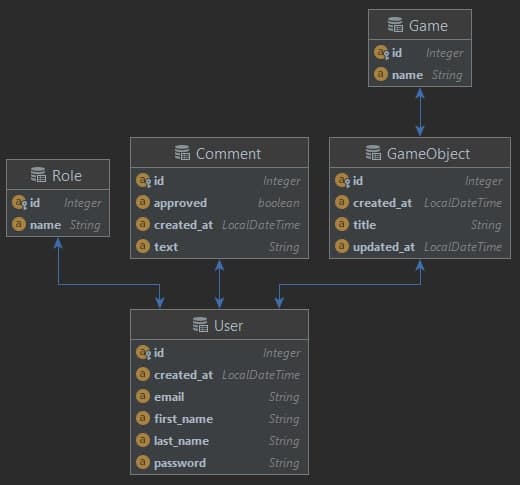 Game
id Integer
name String
Role
id Integer
name String
Comment
id Integer
approved boolean
created_at LocalDateTime
text String
GameObject
id Integer
created_at LocalDateTime
title String
updated_at LocalDateTime
User
id Integer
created_at LocalDateTime
email String
first_name String
last_name String
password String